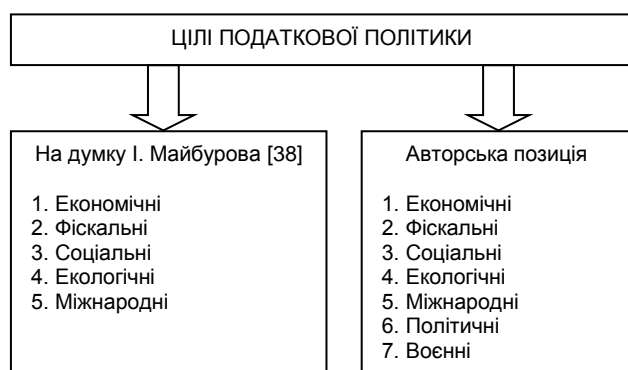 ЦІЛІ ПОДАТКОВОЇ ПОЛІТИКИ
На думку І. Майбурова [38]
1. Економічні
2. Фіскальні
3. Соціальні
4. Екологічні
5. Міжнародні
Авторська позиція
1. Економічні
2. Фіскальні
3. Соціальні
4. Екологічні
5. Міжнародні
6. Політичні
7. Воєнні